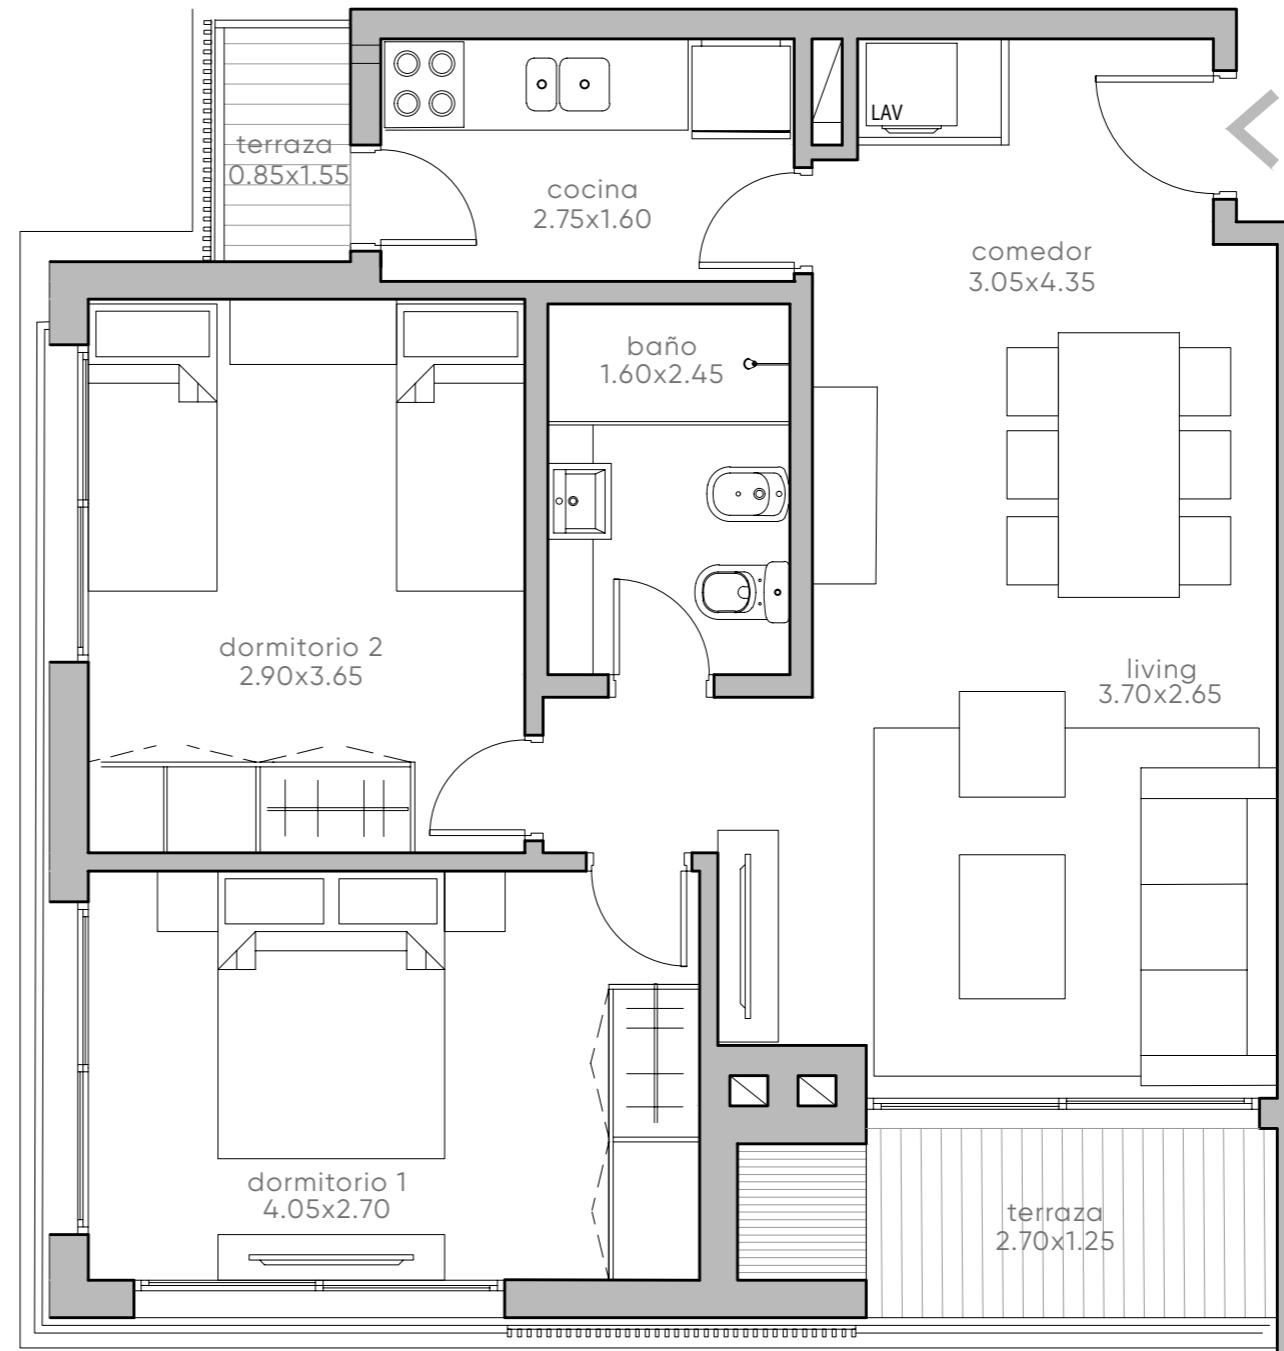 LAV
terraza
0.85x1.55
cocina
2.75x1.60
comedor
3.05x4.35
baño
1.60x2.45
dormitorio 2
2.90x3.65
living
3.70x2.65
dormitorio 1
4.05x2.70
terraza
2.70x1.25